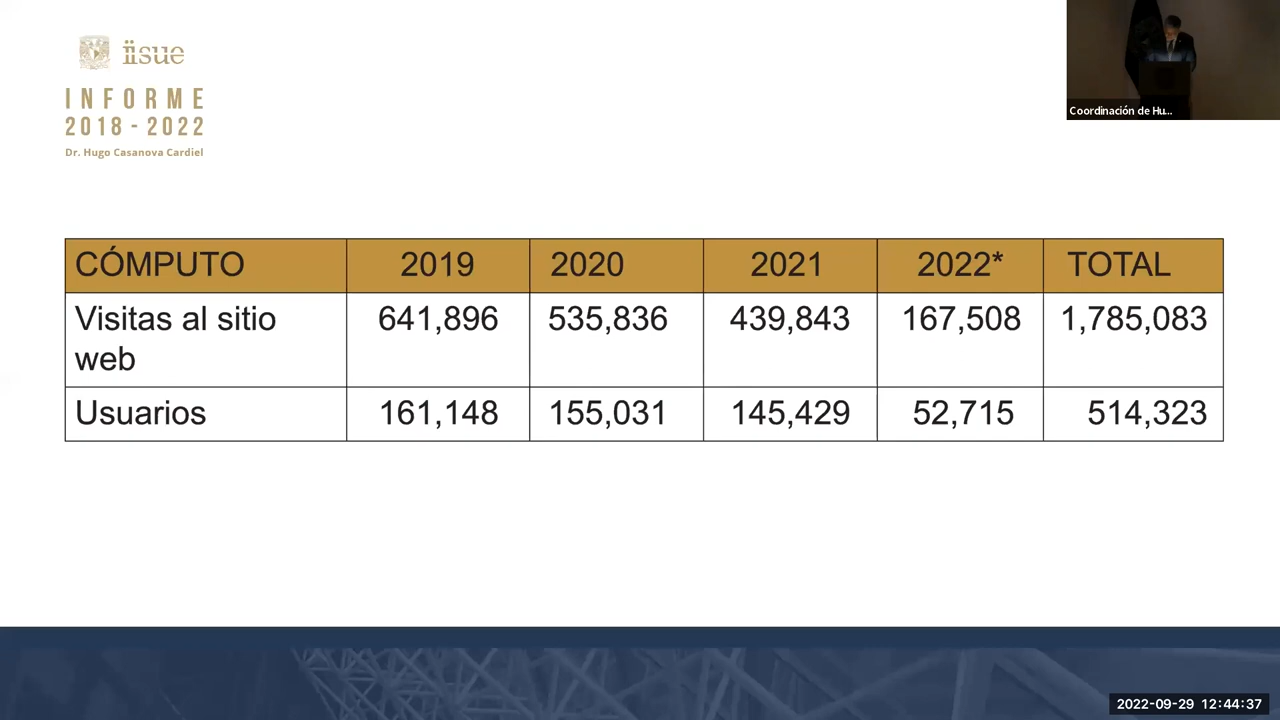 iisue
INFORME
2018 - 2022
Dr. Hugo Casanova Cardiel
Coordinación de Hu...
CÓMPUTO 2019 2020 2021 2022* TOTAL
Visitas al sitio web 641,896 535,836 439,843 167,508 1,785,083
Usuarios 161,148 155,031 145,429 52,715 514,323
2022-09-29 12:44:37